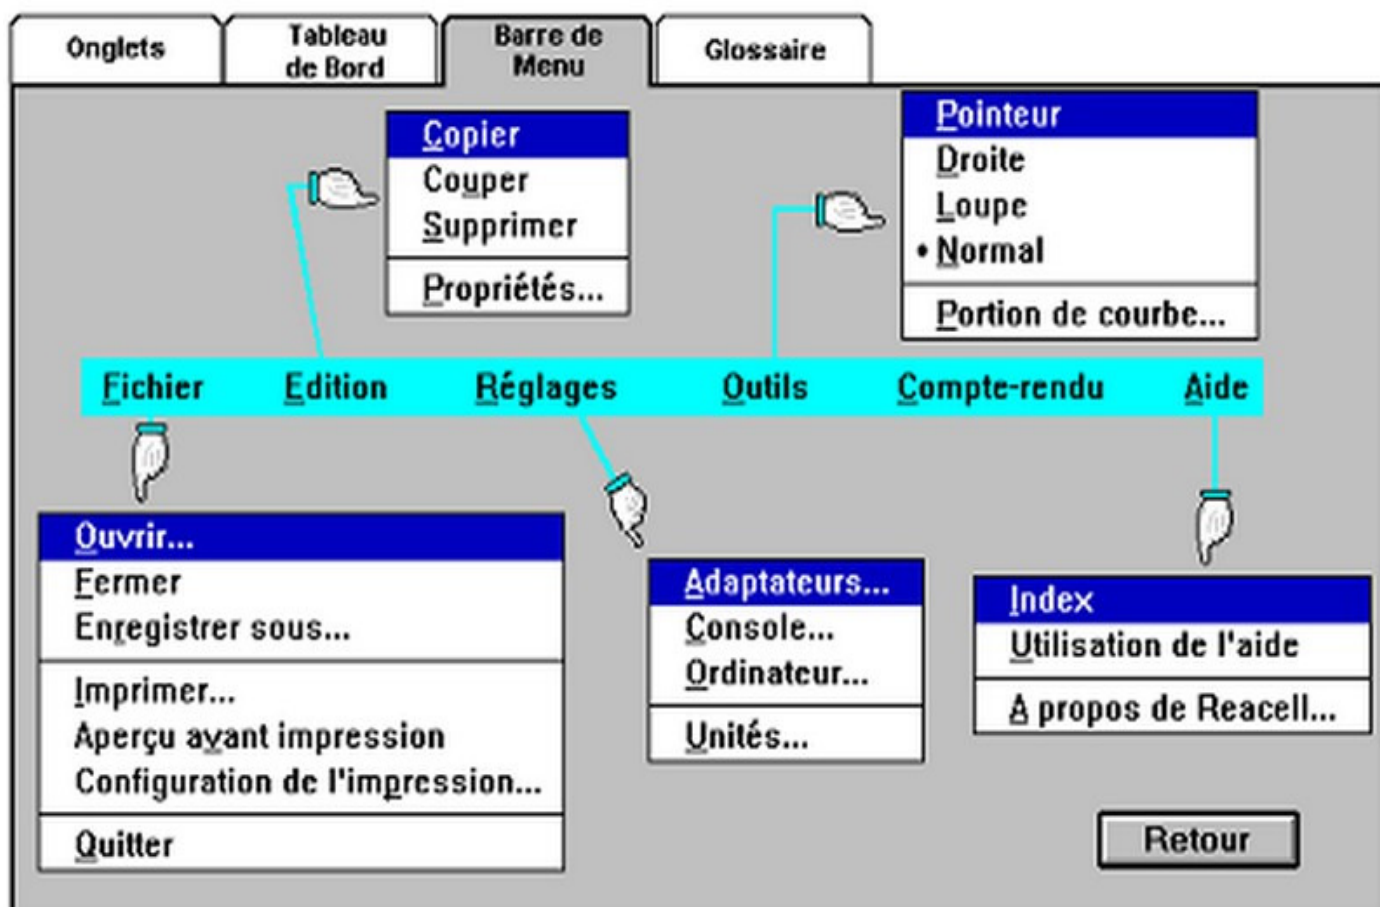 Onglets
Tableau
de Bord
Barre de
Menu
Glossaire
Copier
Couper
Supprimer
Propriétés...
Pointeur
Droite
Loupe
• Normal
Portion de courbe...
Fichier Edition Réglages Outils Compte-rendu Aide
Ouvrir...
Fermer
Enregistrer sous...
Imprimer...
Aperçu avant impression
Configuration de l'impression...
Quitter
Adaptateurs...
Console...
Ordinateur...
Unités...
Index
Utilisation de l'aide
A propos de Reacell...
Retour